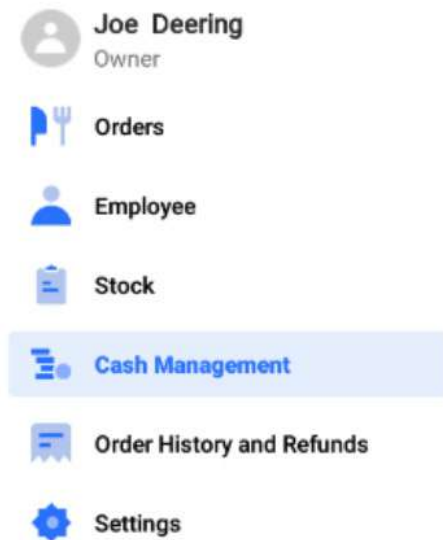 Joe Deering
Owner
Orders
Employee
Stock
Cash Management
Order History and Refunds
Settings